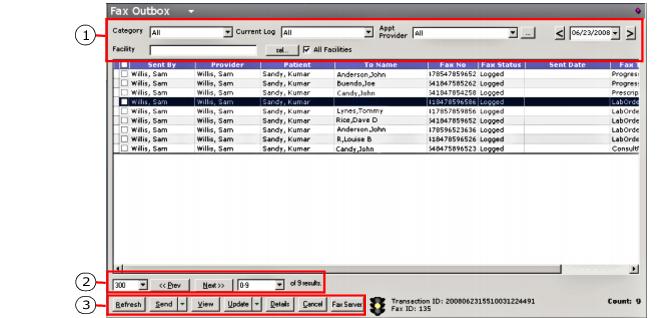 Fax Outbox
1
Category All Current Log All Appt Provider All ... < 06/23/2008 >
Facility sel... All Facilities
Sent By Provider Patient To Name Fax No Fax Status Sent Date Fax
Willis, Sam Willis, Sam Sandy, Kumar Anderson,John 178547859652 Logged Progres
Willis, Sam Willis, Sam Sandy, Kumar Buendo,Joe 541847585262 Logged Progres
Willis, Sam Willis, Sam Sandy, Kumar Candy,John 541847854258 Logged Prescrip
Willis, Sam Willis, Sam Sandy, Kumar Logged LabOrde
Willis, Sam Willis, Sam Sandy, Kumar Lynes,Tommy 117857859856 Logged LabOrde
Willis, Sam Willis, Sam Sandy, Kumar Rice,Dave D 541847859652 Logged LabOrde
Willis, Sam Willis, Sam Sandy, Kumar Anderson,John 178596523636 Logged LabOrde
Willis, Sam Willis, Sam Sandy, Kumar R,Louise B 118478596526 Logged LabOrde
Willis, Sam Willis, Sam Sandy, Kumar Candy,John 548475896523 Logged Consult
2
300 << Prev Next >> 0-9 of 9 results.
3
Refresh Send View Update Details Cancel Fax Server Transaction ID: 2008062315510031224491 Count: 9
Fax ID: 135